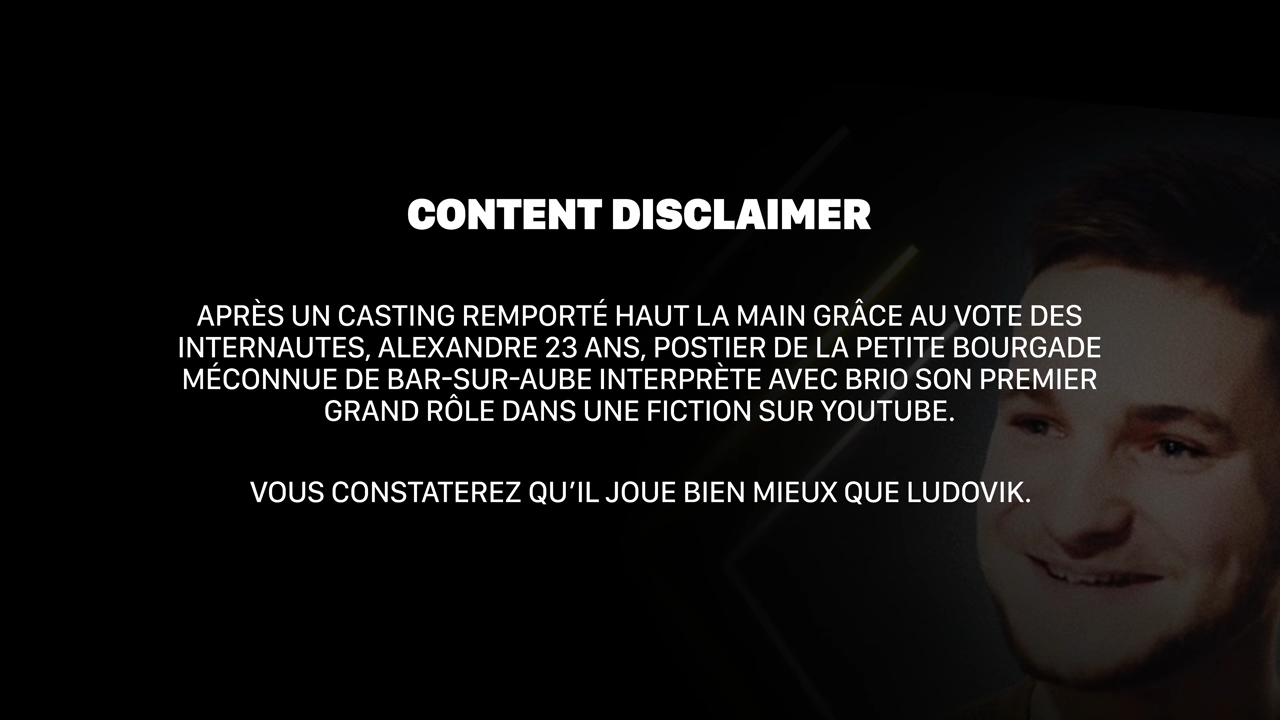 CONTENT DISCLAIMER
APRÈS UN CASTING REMPORTÉ HAUT LA MAIN GRÂCE AU VOTE DES
INTERNAUTES, ALEXANDRE 23 ANS, POSTIER DE LA PETITE BOURGADE
MÉCONNUE DE BAR-SUR-AUBE INTERPRÈTE AVEC BRIO SON PREMIER
GRAND RÔLE DANS UNE FICTION SUR YOUTUBE.
VOUS CONSTATEREZ QU’IL JOUE BIEN MIEUX QUE LUDOVIK.